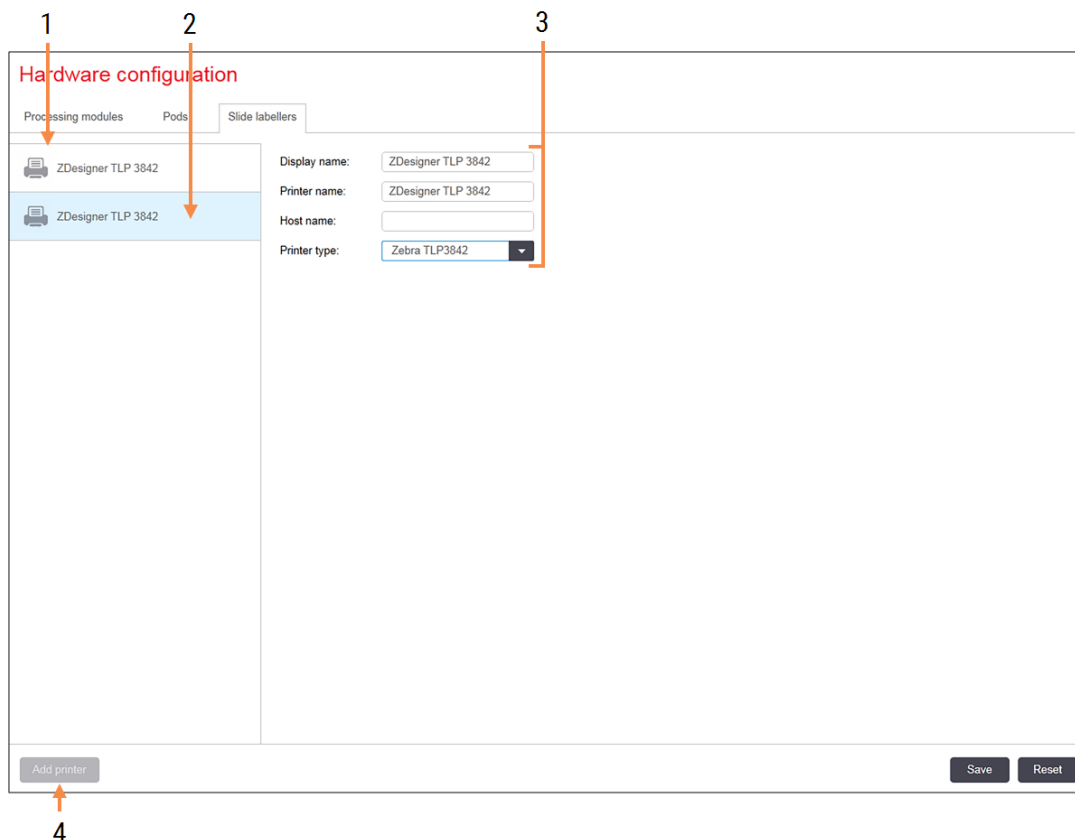 1 2 3
Hardware configuration
Processing modules Pods Slide labellers
ZDesigner TLP 3842
ZDesigner TLP 3842
Display name: ZDesigner TLP 3842
Printer name: ZDesigner TLP 3842
Host name:
Printer type: Zebra TLP3842
Add printer Save Reset
4